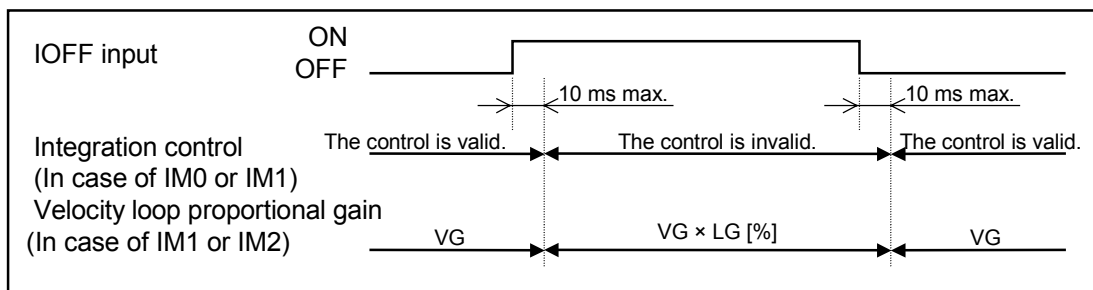 IOFF input
ON
OFF
10 ms max.
10 ms max.
Integration control
(In case of IM0 or IM1)
The control is valid.
The control is invalid.
The control is valid.
Velocity loop proportional gain
(In case of IM1 or IM2)
VG
VG × LG [%]
VG